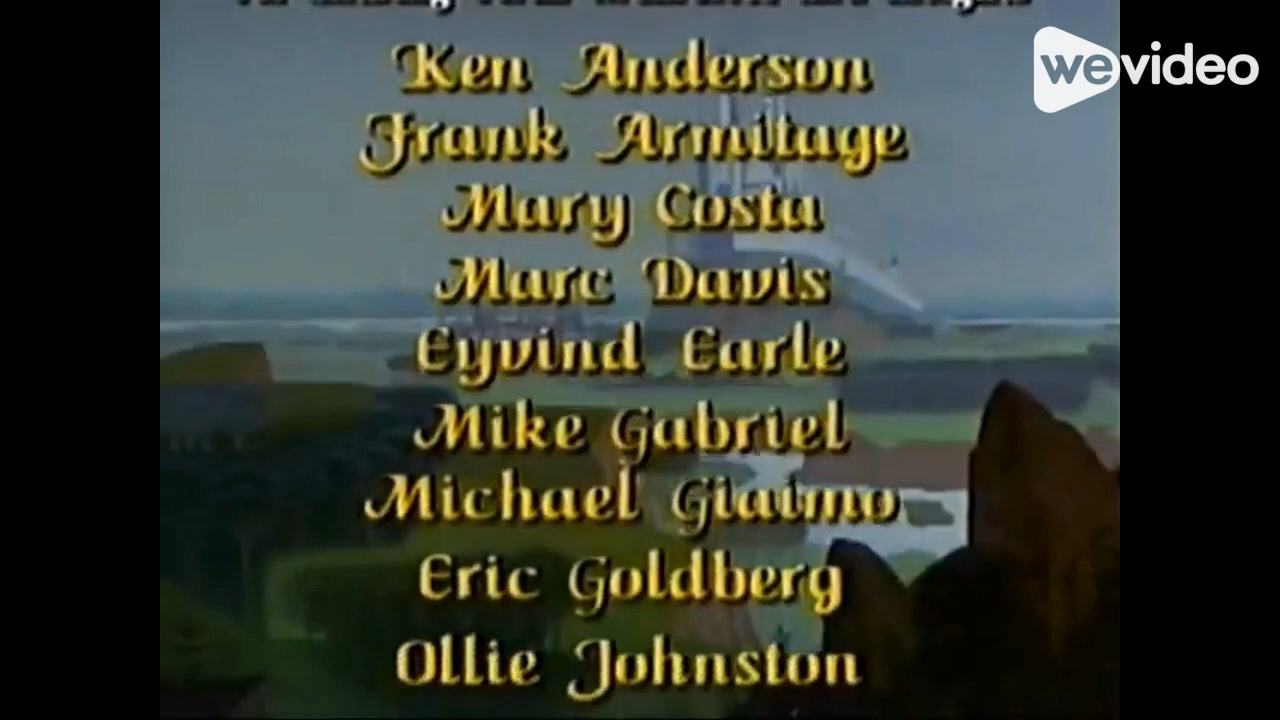 wevideo
Ken Anderson
Frank Armitage
Mary Costa
Marc Davis
Eyvind Earle
Mike Gabriel
Michael Giaimo
Eric Goldberg
Ollie Johnston